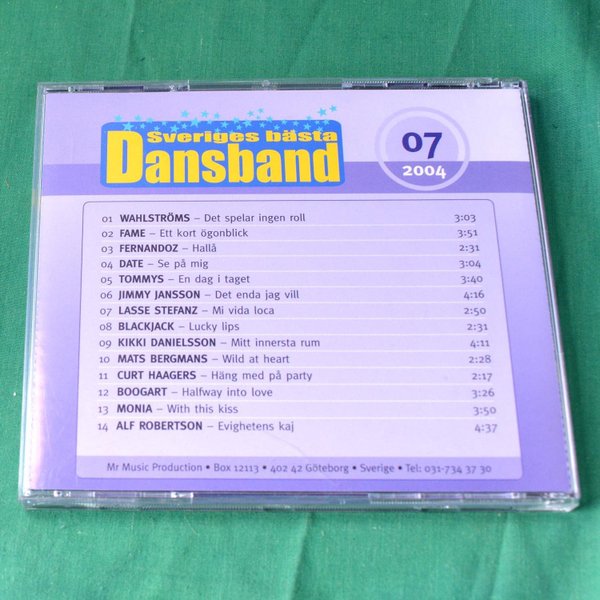 Sveriges bästa
Dansband
07
2004
01 WAHLSTRÖMS – Det spelar ingen roll 3:03
02 FAME – Ett kort ögonblick 3:51
03 FERNANDOZ – Hallå 2:31
04 DATE – Se på mig 3:04
05 TOMMYS – En dag i taget 3:40
06 JIMMY JANSSON – Det enda jag vill 4:16
07 LASSE STEFANZ – Mi vida loca 2:50
08 BLACKJACK – Lucky lips 2:31
09 KIKKI DANIELSSON – Mitt innersta rum 4:11
10 MATS BERGMANS – Wild at heart 2:28
11 CURT HAAGERS – Häng med på party 2:17
12 BOOGART – Halfway into love 3:26
13 MONIA – With this kiss 3:50
14 ALF ROBERTSON – Evighetens kaj 4:37
Mr Music Production • Box 12113 • 402 42 Göteborg • Sverige • Tel: 031-734 37 30